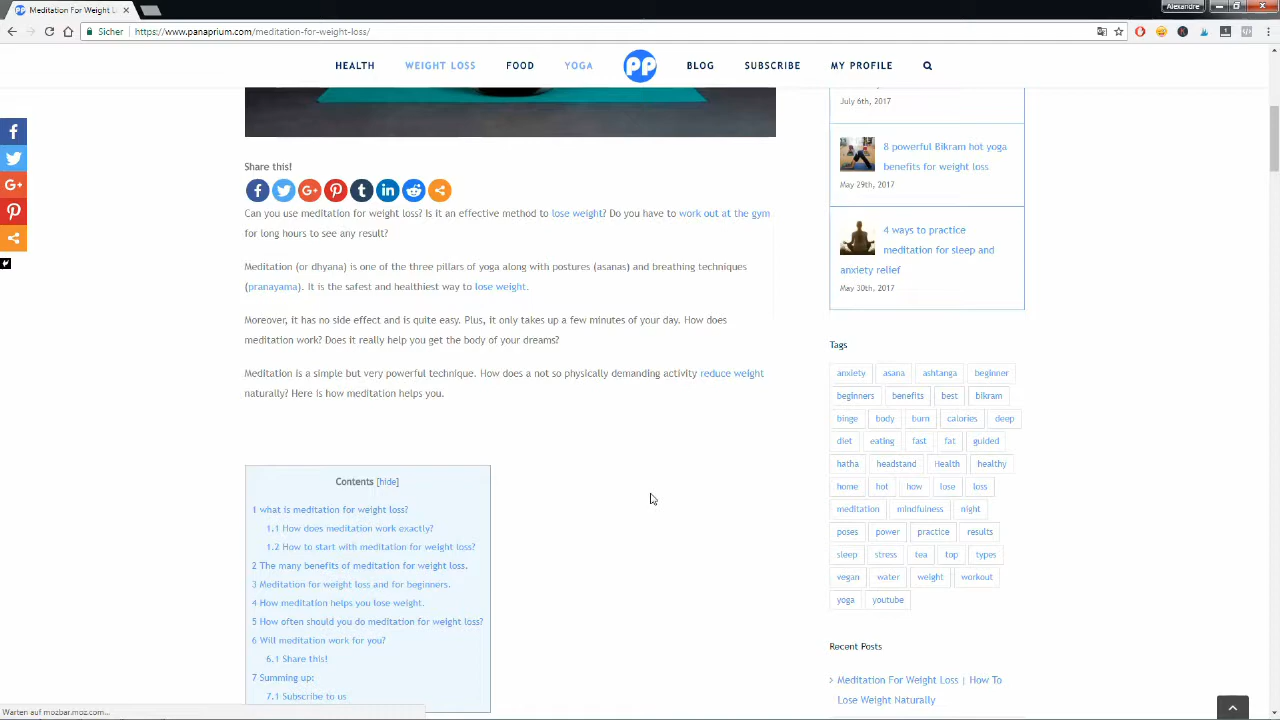 Meditation For Weight L
Alexandre
Sicher
https://www.panaprium.com/meditation-for-weight-loss/
HEALTH
WEIGHT LOSS
FOOD
YOGA
PP
BLOG
SUBSCRIBE
MY PROFILE
Share this!
Can you use meditation for weight loss? Is it an effective method to lose weight? Do you have to work out at the gym
for long hours to see any result?
Meditation (or dhyana) is one of the three pillars of yoga along with postures (asanas) and breathing techniques
(pranayama). It is the safest and healthiest way to lose weight.
Moreover, it has no side effect and is quite easy. Plus, it only takes up a few minutes of your day. How does
meditation work? Does it really help you get the body of your dreams?
Meditation is a simple but very powerful technique. How does a not so physically demanding activity reduce weight
naturally? Here is how meditation helps you.
Contents [hide]
1 what is meditation for weight loss?
1.1 How does meditation work exactly?
1.2 How to start with meditation for weight loss?
2 The many benefits of meditation for weight loss.
3 Meditation for weight loss and for beginners.
4 How meditation helps you lose weight.
5 How often should you do meditation for weight loss?
6 Will meditation work for you?
6.1 Share this!
7 Summing up:
7.1 Subscribe to us
July 6th, 2017
8 powerful Bikram hot yoga
benefits for weight loss
May 29th, 2017
4 ways to practice
meditation for sleep and
anxiety relief
May 30th, 2017
Tags
anxiety asana ashtanga beginner
beginners benefits best bikram
binge body burn calories deep
diet eating fast fat guided
hatha headstand Health healthy
home hot how lose loss
meditation mindfulness night
poses power practice results
sleep stress tea top types
vegan water weight workout
yoga youtube
Recent Posts
Meditation For Weight Loss | How To
Lose Weight Naturally
Warten auf mozbar.moz.com...